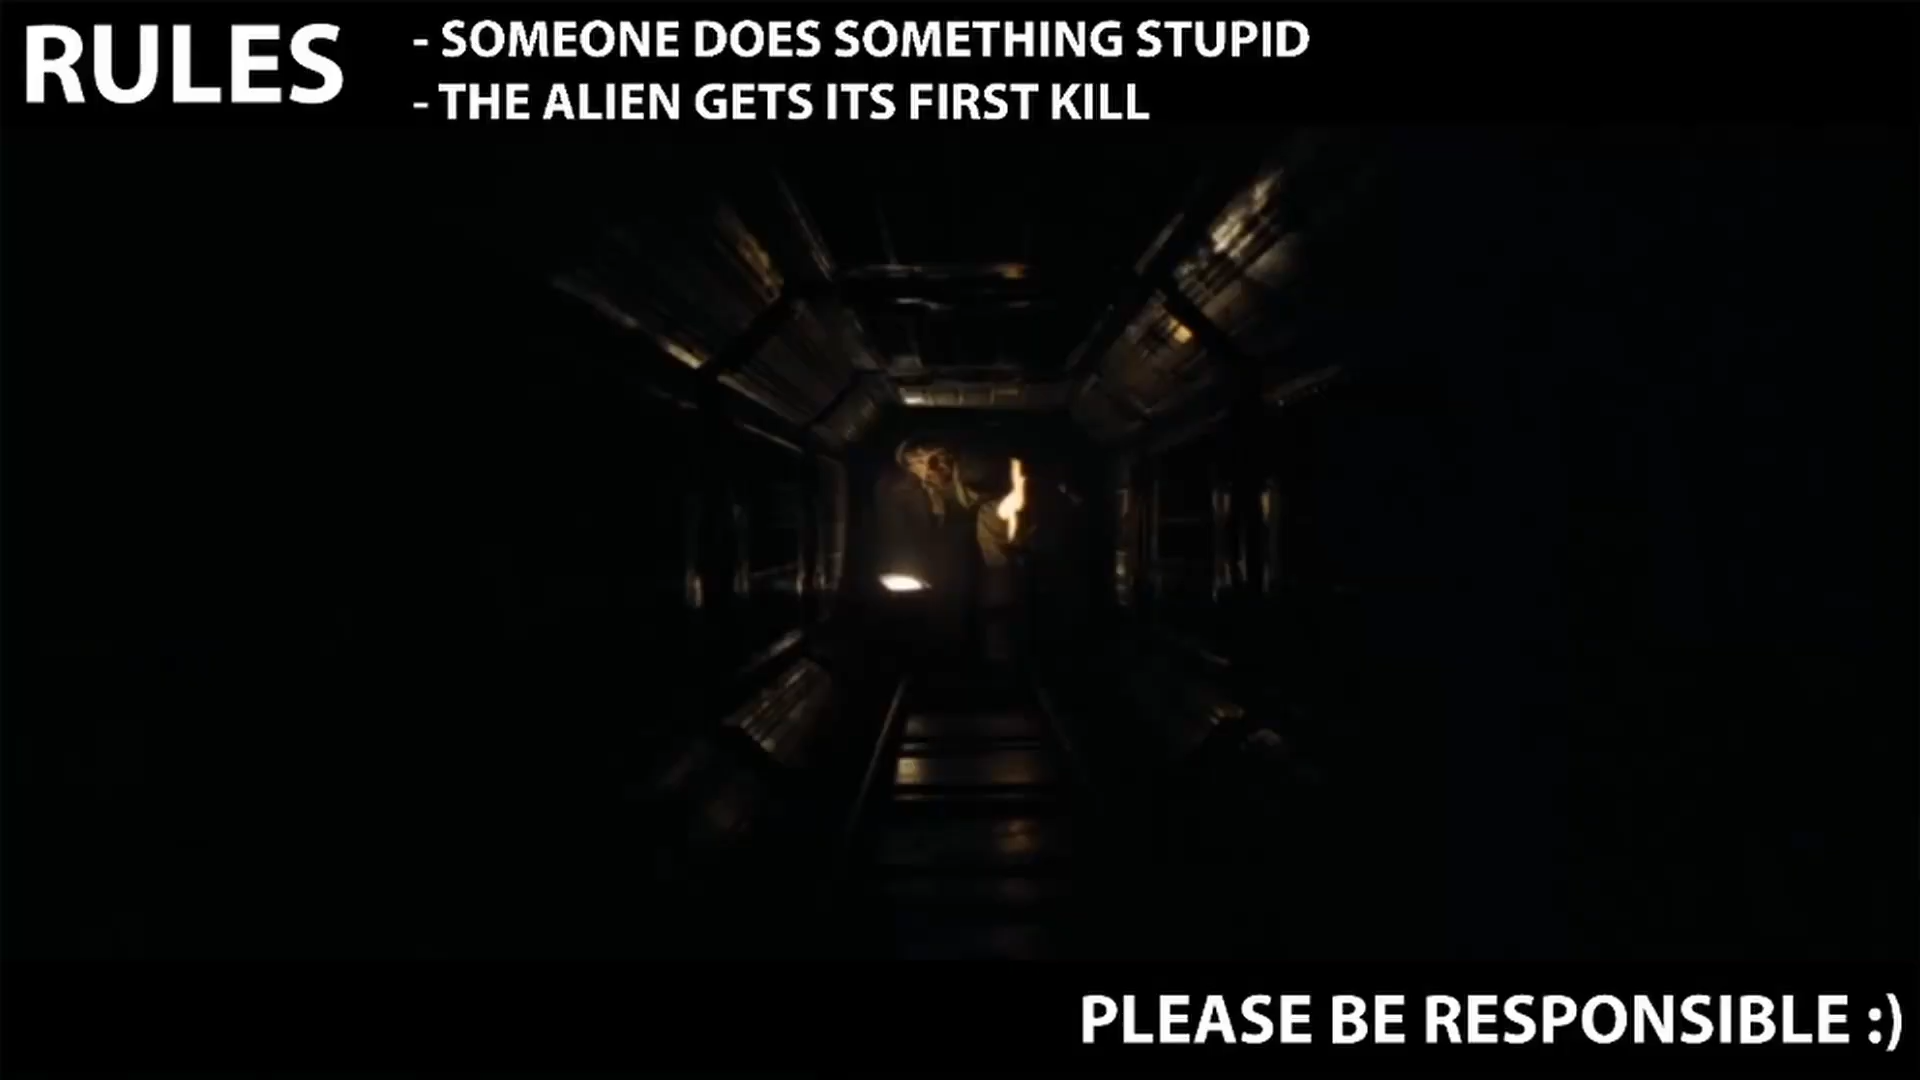 RULES
- SOMEONE DOES SOMETHING STUPID
- THE ALIEN GETS ITS FIRST KILL
PLEASE BE RESPONSIBLE :)